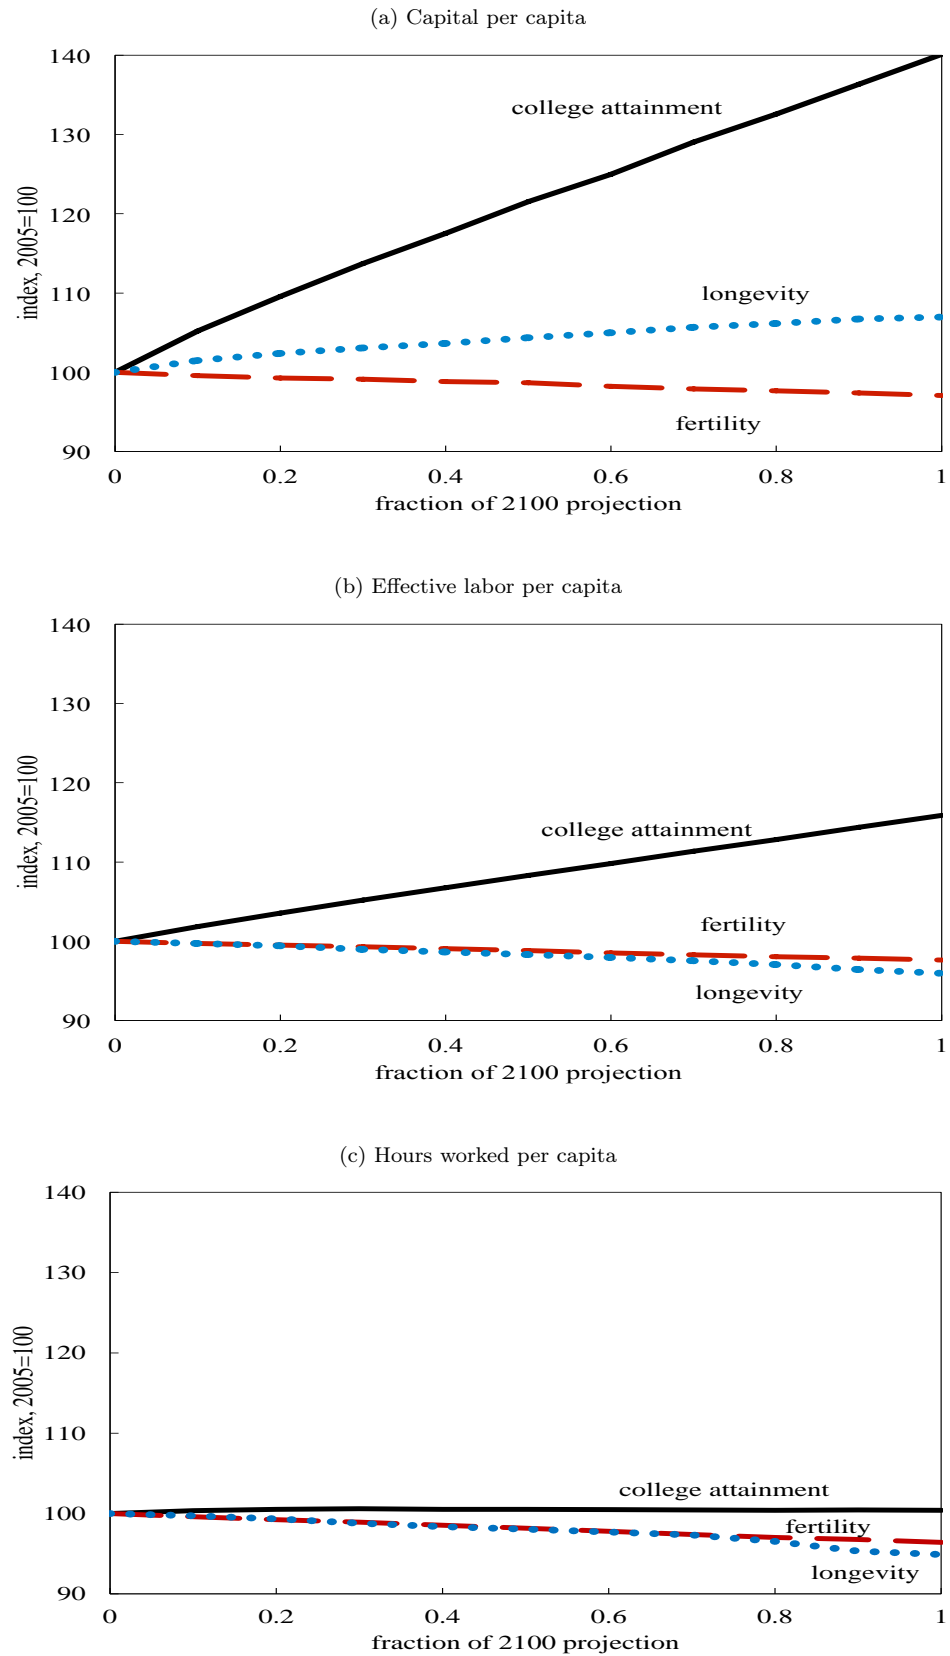 (a) Capital per capita
140
130
120
110
100
90
index, 2005=100
college attainment
longevity
fertility
0 0.2 0.4 0.6 0.8 1
fraction of 2100 projection
(b) Effective labor per capita
140
130
120
110
100
90
index, 2005=100
college attainment
fertility
longevity
0 0.2 0.4 0.6 0.8 1
fraction of 2100 projection
(c) Hours worked per capita
140
130
120
110
100
90
index, 2005=100
college attainment
fertility
longevity
0 0.2 0.4 0.6 0.8 1
fraction of 2100 projection